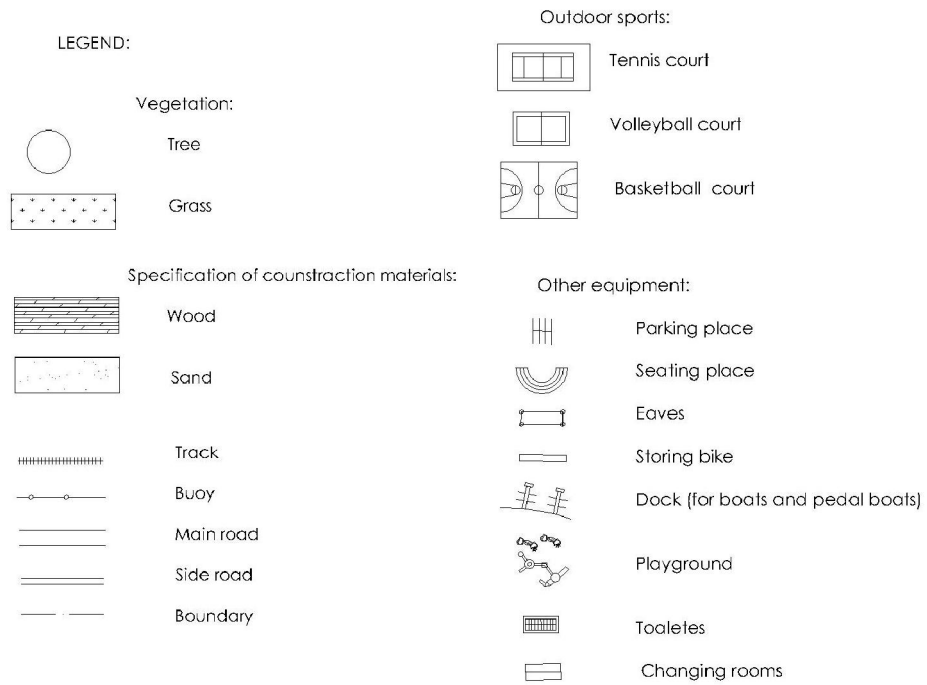 LEGEND:
Vegetation:
Tree
Grass
Specification of counstraction materials:
Wood
Sand
Track
Buoy
Main road
Side road
Boundary
Outdoor sports:
Tennis court
Volleyball court
Basketball court
Other equipment:
Parking place
Seating place
Eaves
Storing bike
Dock (for boats and pedal boats)
Playground
Toaletes
Changing rooms